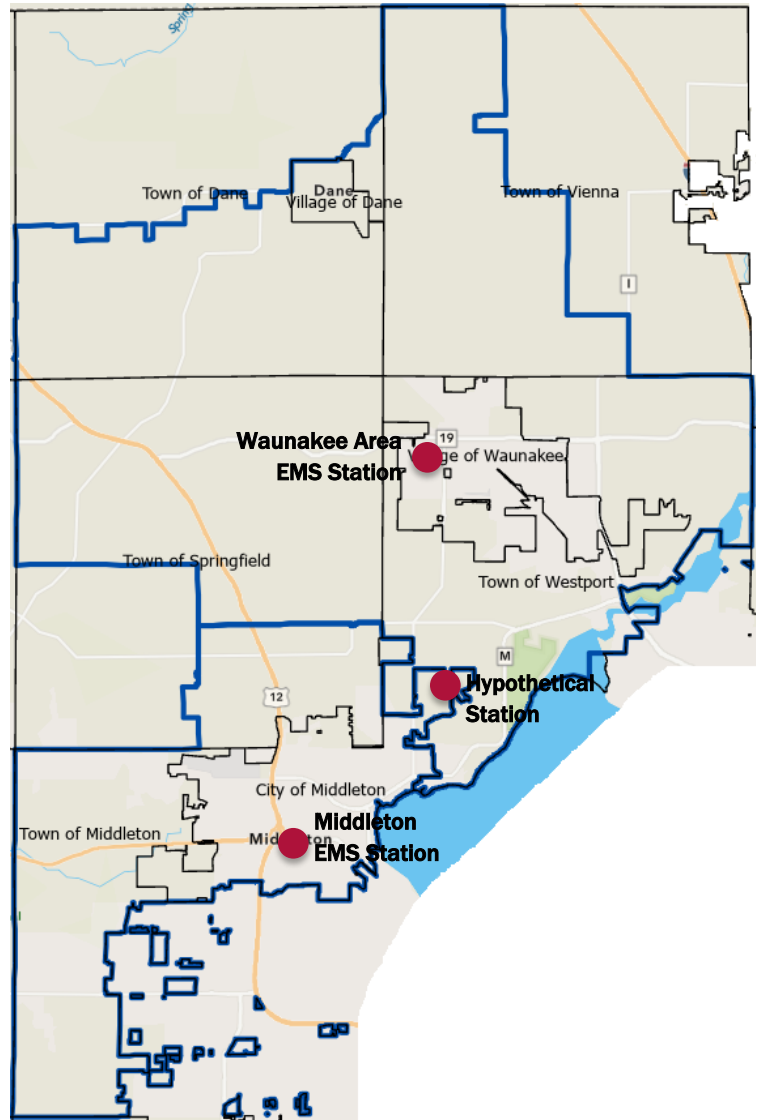 Spring
Town of Dane
Dane
Village of Dane
Town of Vienna
I
Waunakee Area
EMS Station
19
Village of Waunakee
Town of Springfield
Town of Westport
M
12
Hypothetical
Station
City of Middleton
Middleton
EMS Station
Town of Middleton
Middleton